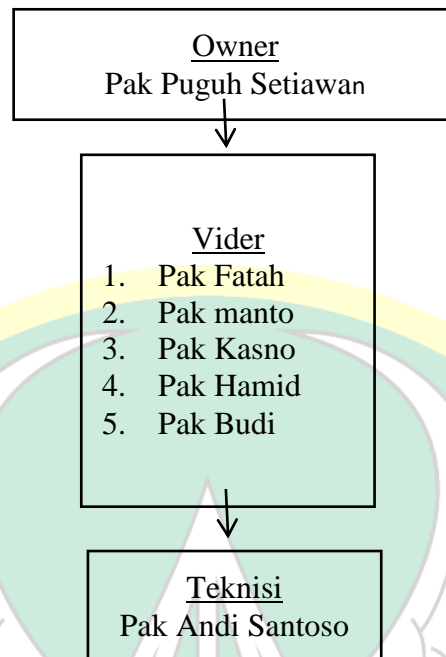 Owner
Pak Puguh Setiawan
Vider
1. Pak Fatah
2. Pak manto
3. Pak Kasno
4. Pak Hamid
5. Pak Budi
Teknisi
Pak Andi Santoso